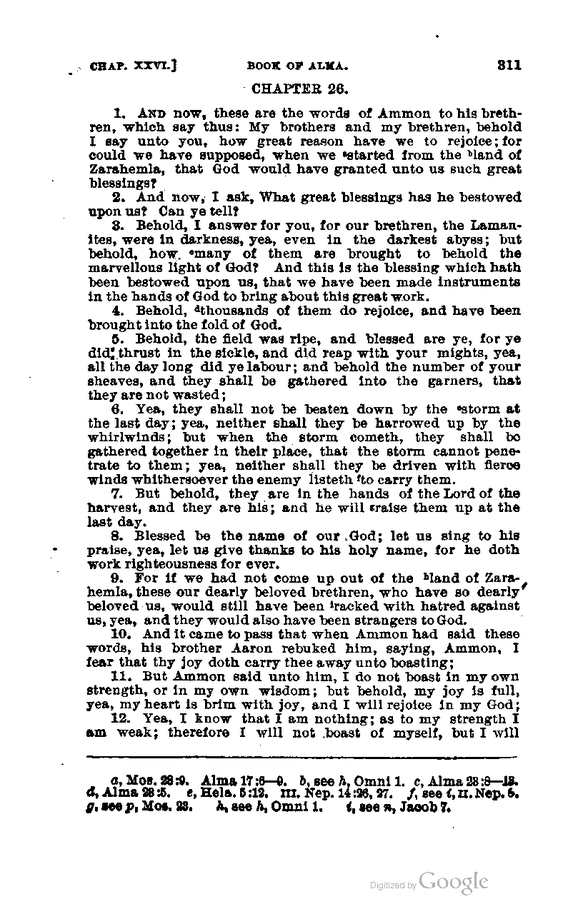 CHAP. XXVI.] BOOK OF ALMA. 311
CHAPTER 26.
1. AND now, these are the words of Ammon to his breth-
ren, which say thus: My brothers and my brethren, behold
I say unto you, how great reason have we to rejoice; for
could we have supposed, when we astarted from the bland of
Zarahemla, that God would have granted unto us such great
blessings?
2. And now, I ask, What great blessings has he bestowed
upon us? Can ye tell?
3. Behold, I answer for you, for our brethren, the Laman-
ites, were in darkness, yea, even in the darkest abyss; but
behold, how cmany of them are brought to behold the
marvellous light of God? And this is the blessing which hath
been bestowed upon us, that we have been made instruments
in the hands of God to bring about this great work.
4. Behold, dthousands of them do rejoice, and have been
brought into the fold of God.
5. Behold, the field was ripe, and blessed are ye, for ye
did thrust in the sickle, and did reap with your mights, yea,
all the day long did ye labour; and behold the number of your
sheaves, and they shall be gathered into the garners, that
they are not wasted;
6. Yea, they shall not be beaten down by the estorm at
the last day; yea, neither shall they be harrowed up by the
whirlwinds; but when the storm cometh, they shall be
gathered together in their place, that the storm cannot pene-
trate to them; yea, neither shall they be driven with fierce
winds whithersoever the enemy listeth fto carry them.
7. But behold, they are in the hands of the Lord of the
harvest, and they are his; and he will graise them up at the
last day.
8. Blessed be the name of our God; let us sing to his
praise, yea, let us give thanks to his holy name, for he doth
work righteousness for ever.
9. For if we had not come up out of the hland of Zara-
hemla, these our dearly beloved brethren, who have so dearly
beloved us, would still have been iracked with hatred against
us, yea, and they would also have been strangers to God.
10. And it came to pass that when Ammon had said these
words, his brother Aaron rebuked him, saying, Ammon, I
fear that thy joy doth carry thee away unto boasting;
11. But Ammon said unto him, I do not boast in my own
strength, or in my own wisdom; but behold, my joy is full,
yea, my heart is brim with joy, and I will rejoice in my God;
12. Yea, I know that I am nothing; as to my strength I
am weak; therefore I will not boast of myself, but I will
a, Mos. 28:9. Alma 17:6—9. b, see h, Omni 1. c, Alma 23:8—13.
d, Alma 23:5. e, Hela. 5:12. III. Nep. 14:26, 27. f, see i, II. Nep. 5.
g, see p, Mos. 23. h, see h, Omni 1. i, see n, Jacob 7.
Digitized by Google